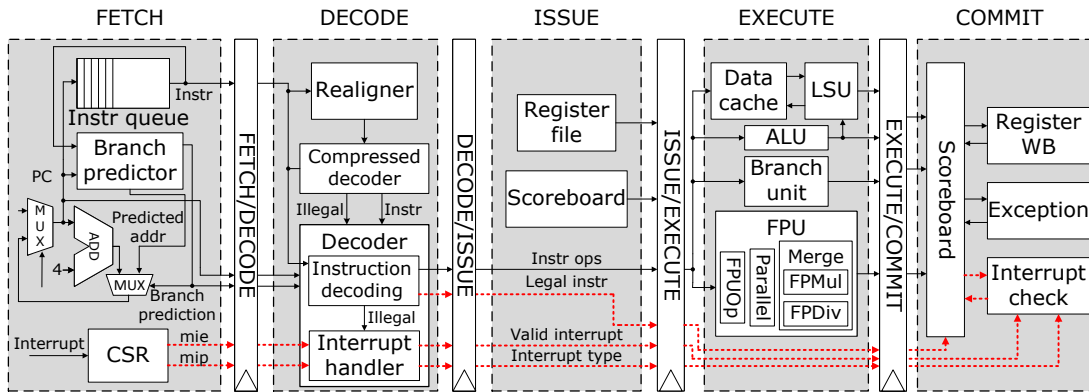 FETCH
DECODE
ISSUE
EXECUTE
COMMIT
Instr
Instr queue
Branch
predictor
PC
MUX
ADD
4
Predicted
addr
MUX
Branch
prediction
Interrupt
CSR
mie
mip
FETCH/DECODE
Realigner
Compressed
decoder
Illegal
Instr
Decoder
Instruction
decoding
Illegal
Interrupt
handler
DECODE/ISSUE
Register
file
Scoreboard
Instr ops
Legal instr
Valid interrupt
Interrupt type
ISSUE/EXECUTE
Data
cache
LSU
ALU
Branch
unit
FPU
FPUOp
Parallel
Merge
FPMul
FPDiv
EXECUTE/COMMIT
Scoreboard
Register
WB
Exception
Interrupt
check